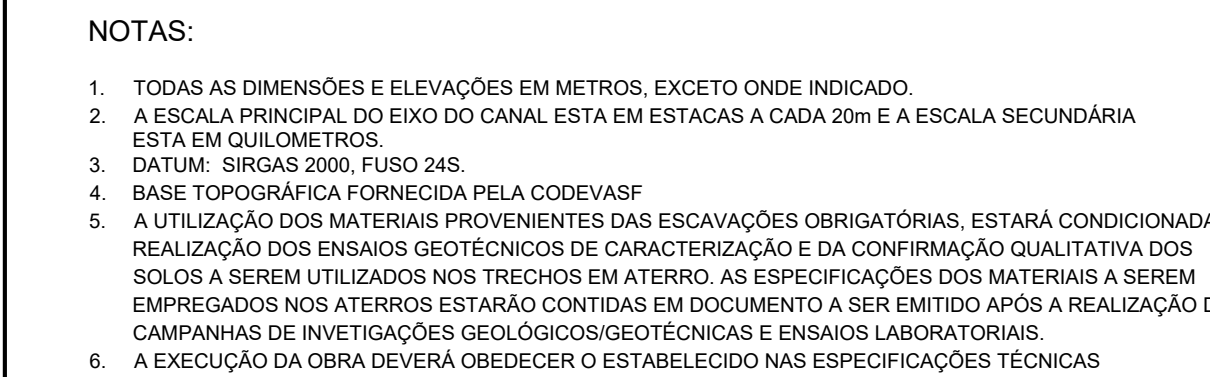 NOTAS:
1. TODAS AS DIMENSÕES E ELEVAÇÕES EM METROS, EXCETO ONDE INDICADO.
2. A ESCALA PRINCIPAL DO EIXO DO CANAL ESTA EM ESTACAS A CADA 20m E A ESCALA SECUNDÁRIA
ESTA EM QUILOMETROS.
3. DATUM: SIRGAS 2000, FUSO 24S.
4. BASE TOPOGRÁFICA FORNECIDA PELA CODEVASF
5. A UTILIZAÇÃO DOS MATERIAIS PROVENIENTES DAS ESCAVAÇÕES OBRIGATÓRIAS, ESTARÁ CONDICIONADA
REALIZAÇÃO DOS ENSAIOS GEOTÉCNICOS DE CARACTERIZAÇÃO E DA CONFIRMAÇÃO QUALITATIVA DOS
SOLOS A SEREM UTILIZADOS NOS TRECHOS EM ATERRO. AS ESPECIFICAÇÕES DOS MATERIAIS A SEREM
EMPREGADOS NOS ATERROS ESTARÃO CONTIDAS EM DOCUMENTO A SER EMITIDO APÓS A REALIZAÇÃO
CAMPANHAS DE INVETIGAÇÕES GEOLÓGICOS/GEOTÉCNICAS E ENSAIOS LABORATORIAIS.
6. A EXECUÇÃO DA OBRA DEVERÁ OBEDECER O ESTABELECIDO NAS ESPECIFICAÇÕES TÉCNICAS